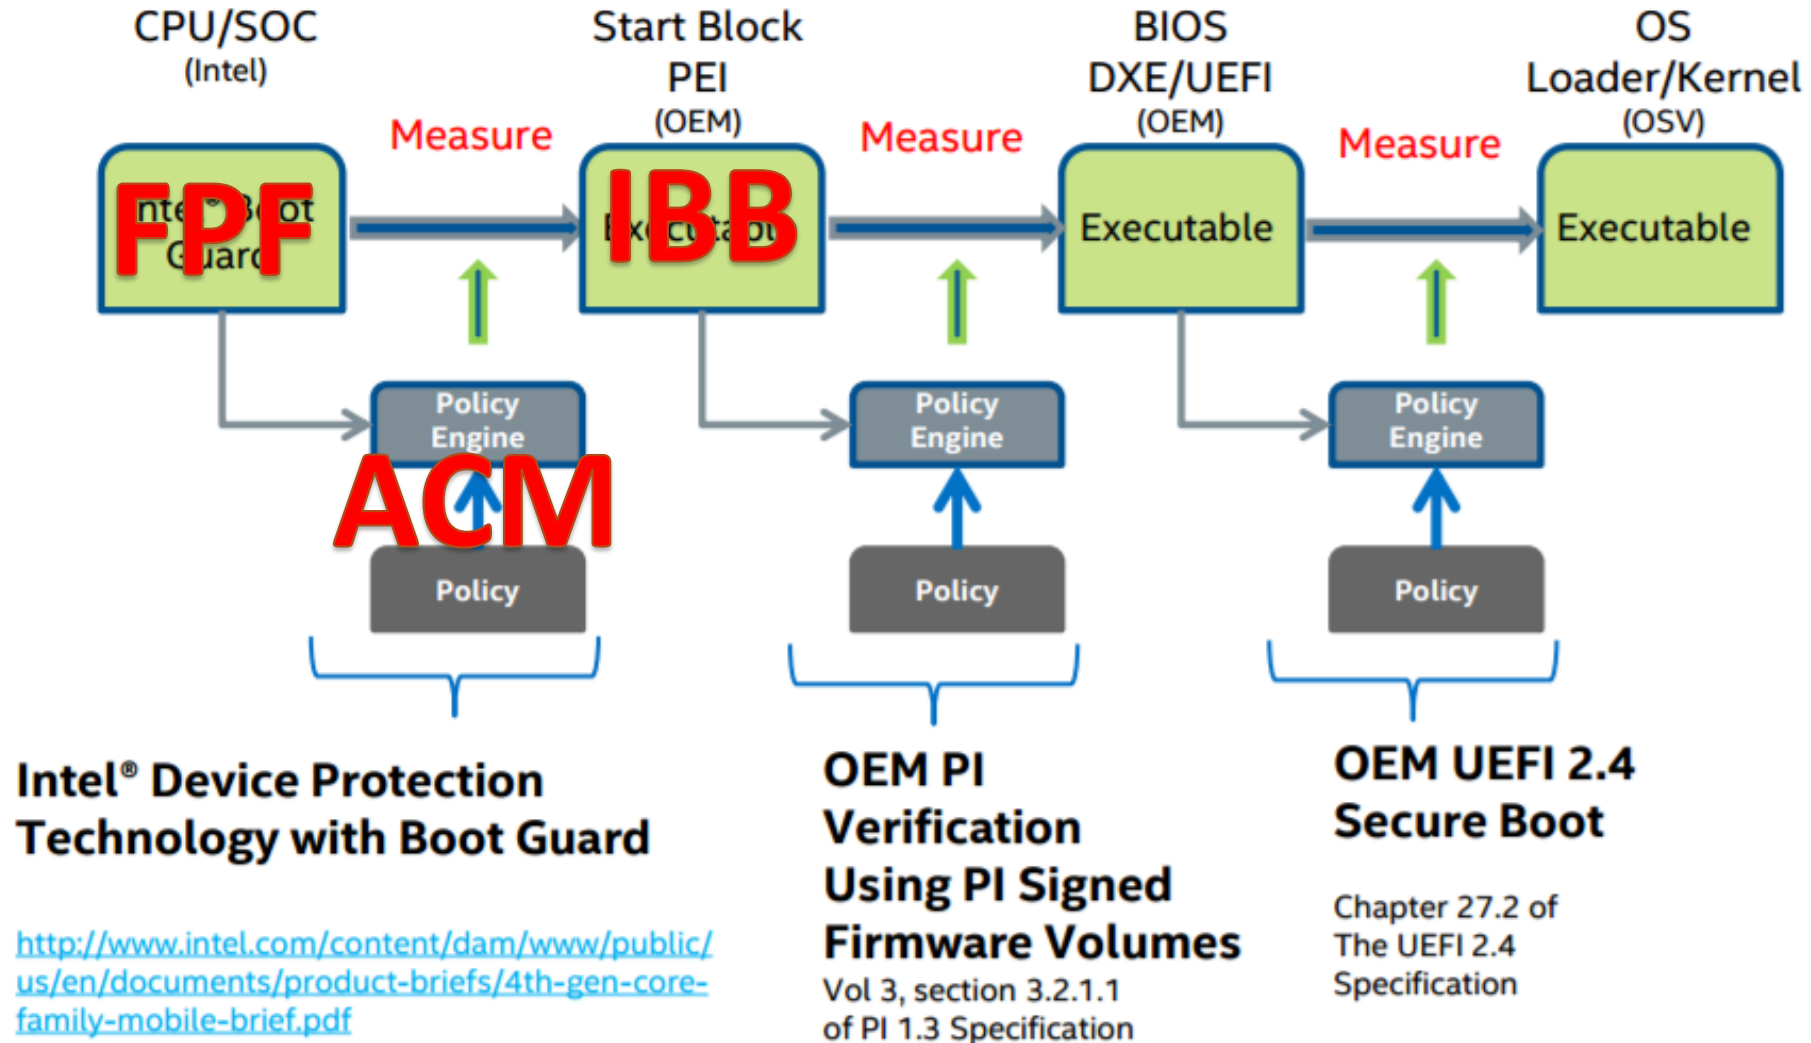 CPU/SOC
(Intel)
Start Block
PEI
(OEM)
BIOS
DXE/UEFI
(OEM)
OS
Loader/Kernel
(OSV)
Measure
Measure
Measure
Intel® Boot
Guard
FPF
Executable
IBB
Executable
Executable
Policy
Engine
Policy
Engine
Policy
Engine
ACM
Policy
Policy
Policy
Intel® Device Protection
Technology with Boot Guard
http://www.intel.com/content/dam/www/public/
us/en/documents/product-briefs/4th-gen-core-
family-mobile-brief.pdf
OEM PI
Verification
Using PI Signed
Firmware Volumes
Vol 3, section 3.2.1.1
of PI 1.3 Specification
OEM UEFI 2.4
Secure Boot
Chapter 27.2 of
The UEFI 2.4
Specification